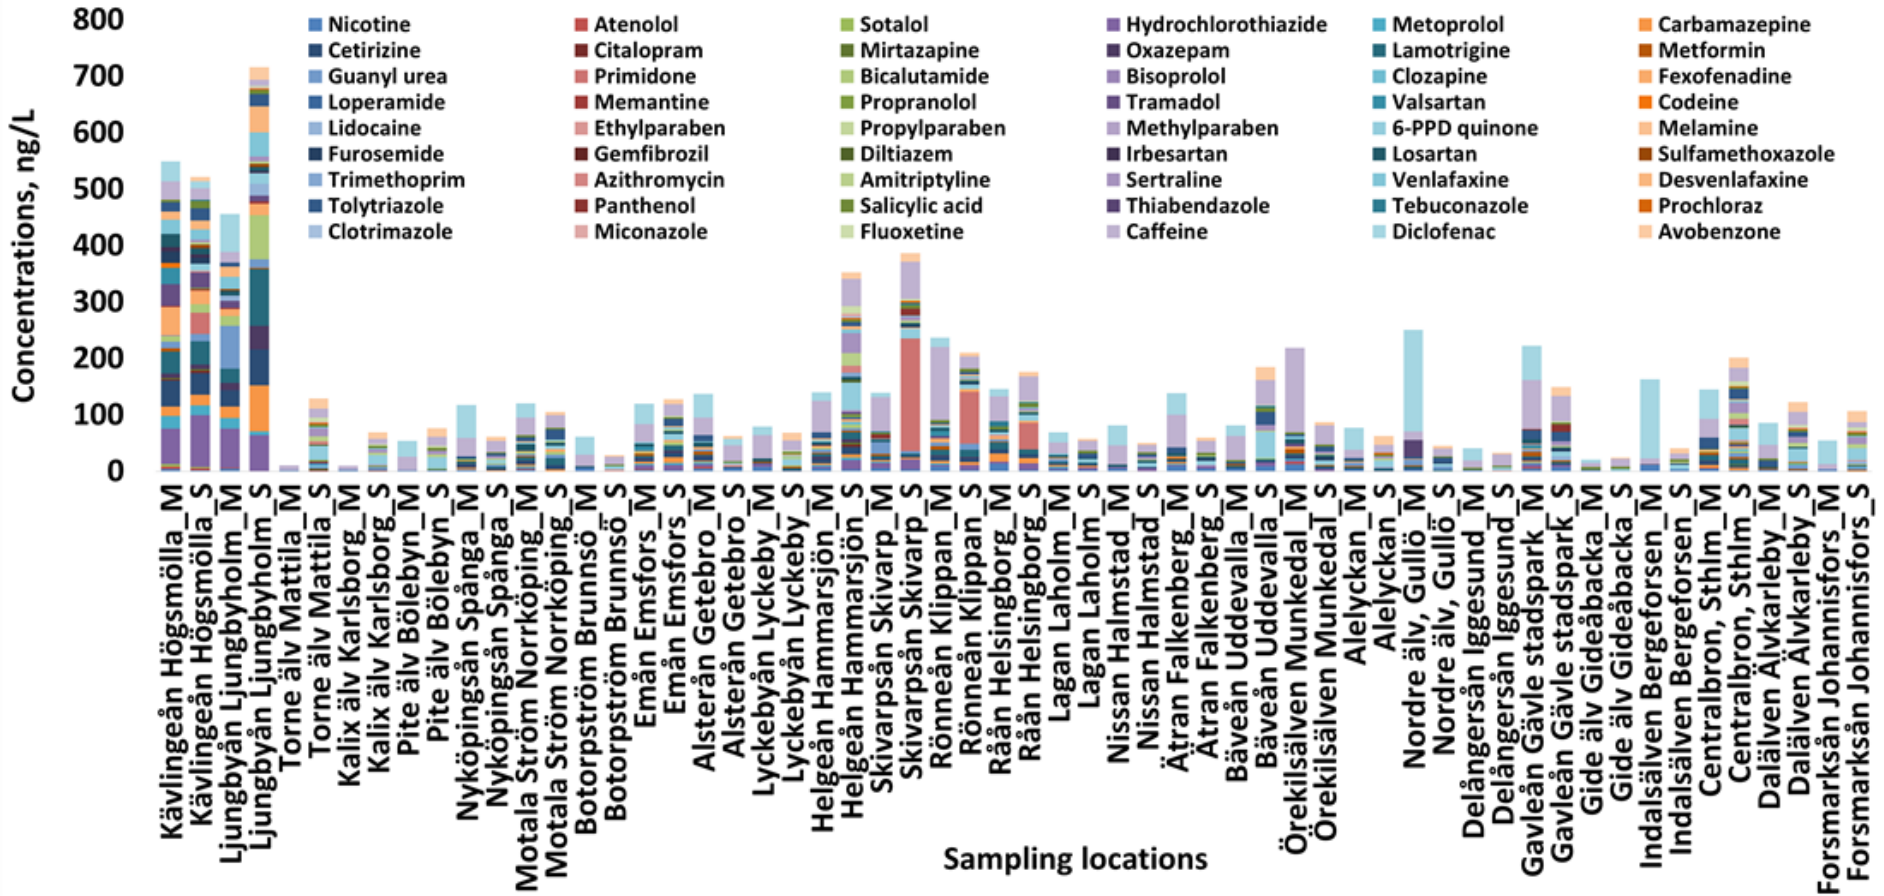 Concentrations, ng/L
800
700
600
500
400
300
200
100
0
Nicotine Atenolol Sotalol Hydrochlorothiazide Metoprolol Carbamazepine
Cetirizine Citalopram Mirtazapine Oxazepam Lamotrigine Metformin
Guanyl urea Primidone Bicalutamide Bisoprolol Clozapine Fexofenadine
Loperamide Memantine Propranolol Tramadol Valsartan Codeine
Lidocaine Ethylparaben Propylparaben Methylparaben 6-PPD quinone Melamine
Furosemide Gemfibrozil Diltiazem Irbesartan Losartan Sulfamethoxazole
Trimethoprim Azithromycin Amitriptyline Sertraline Venlafaxine Desvenlafaxine
Tolytriazole Panthenol Salicylic acid Thiabendazole Tebuconazole Prochloraz
Clotrimazole Miconazole Fluoxetine Caffeine Diclofenac Avobenzone
Kävlingeån Högsmölla_M
Kävlingeån Högsmölla_S
Ljungbyån Ljungbyholm_M
Ljungbyån Ljungbyholm_S
Torne älv Mattila_M
Torne älv Mattila_S
Kalix älv Karlsborg_M
Kalix älv Karlsborg_S
Pite älv Bölebyn_M
Pite älv Bölebyn_S
Nyköpingsån Spånga_M
Nyköpingsån Spånga_S
Motala Ström Norrköping_M
Motala Ström Norrköping_S
Botorpström Brunnsö_M
Botorpström Brunnsö_S
Emån Emsfors_M
Emån Emsfors_S
Alsterån Getebro_M
Alsterån Getebro_S
Lyckebyån Lyckeby_M
Lyckebyån Lyckeby_S
Helgeån Hammarsjön_M
Helgeån Hammarsjön_S
Skivarpsån Skivarp_M
Skivarpsån Skivarp_S
Rönneån Klippan_M
Rönneån Klippan_S
Råån Helsingborg_M
Råån Helsingborg_S
Lagan Laholm_M
Lagan Laholm_S
Nissan Halmstad_M
Nissan Halmstad_S
Ätran Falkenberg_M
Ätran Falkenberg_S
Bäveån Uddevalla_M
Bäveån Uddevalla_S
Örekilsälven Munkedal_M
Örekilsälven Munkedal_S
Alelyckan_M
Alelyckan_S
Nordre älv, Gullö_M
Nordre älv, Gullö_S
Delångersån Iggesund_M
Delångersån Iggesund_S
Gavleån Gävle stadspark_M
Gavleån Gävle stadspark_S
Gide älv Gideåbacka_M
Gide älv Gideåbacka_S
Indalsälven Bergeforsen_M
Indalsälven Bergeforsen_S
Centralbron, Sthlm_M
Centralbron, Sthlm_S
Dalälven Älvkarleby_M
Dalälven Älvkarleby_S
Forsmarksån Johannisfors_M
Forsmarksån Johannisfors_S
Sampling locations